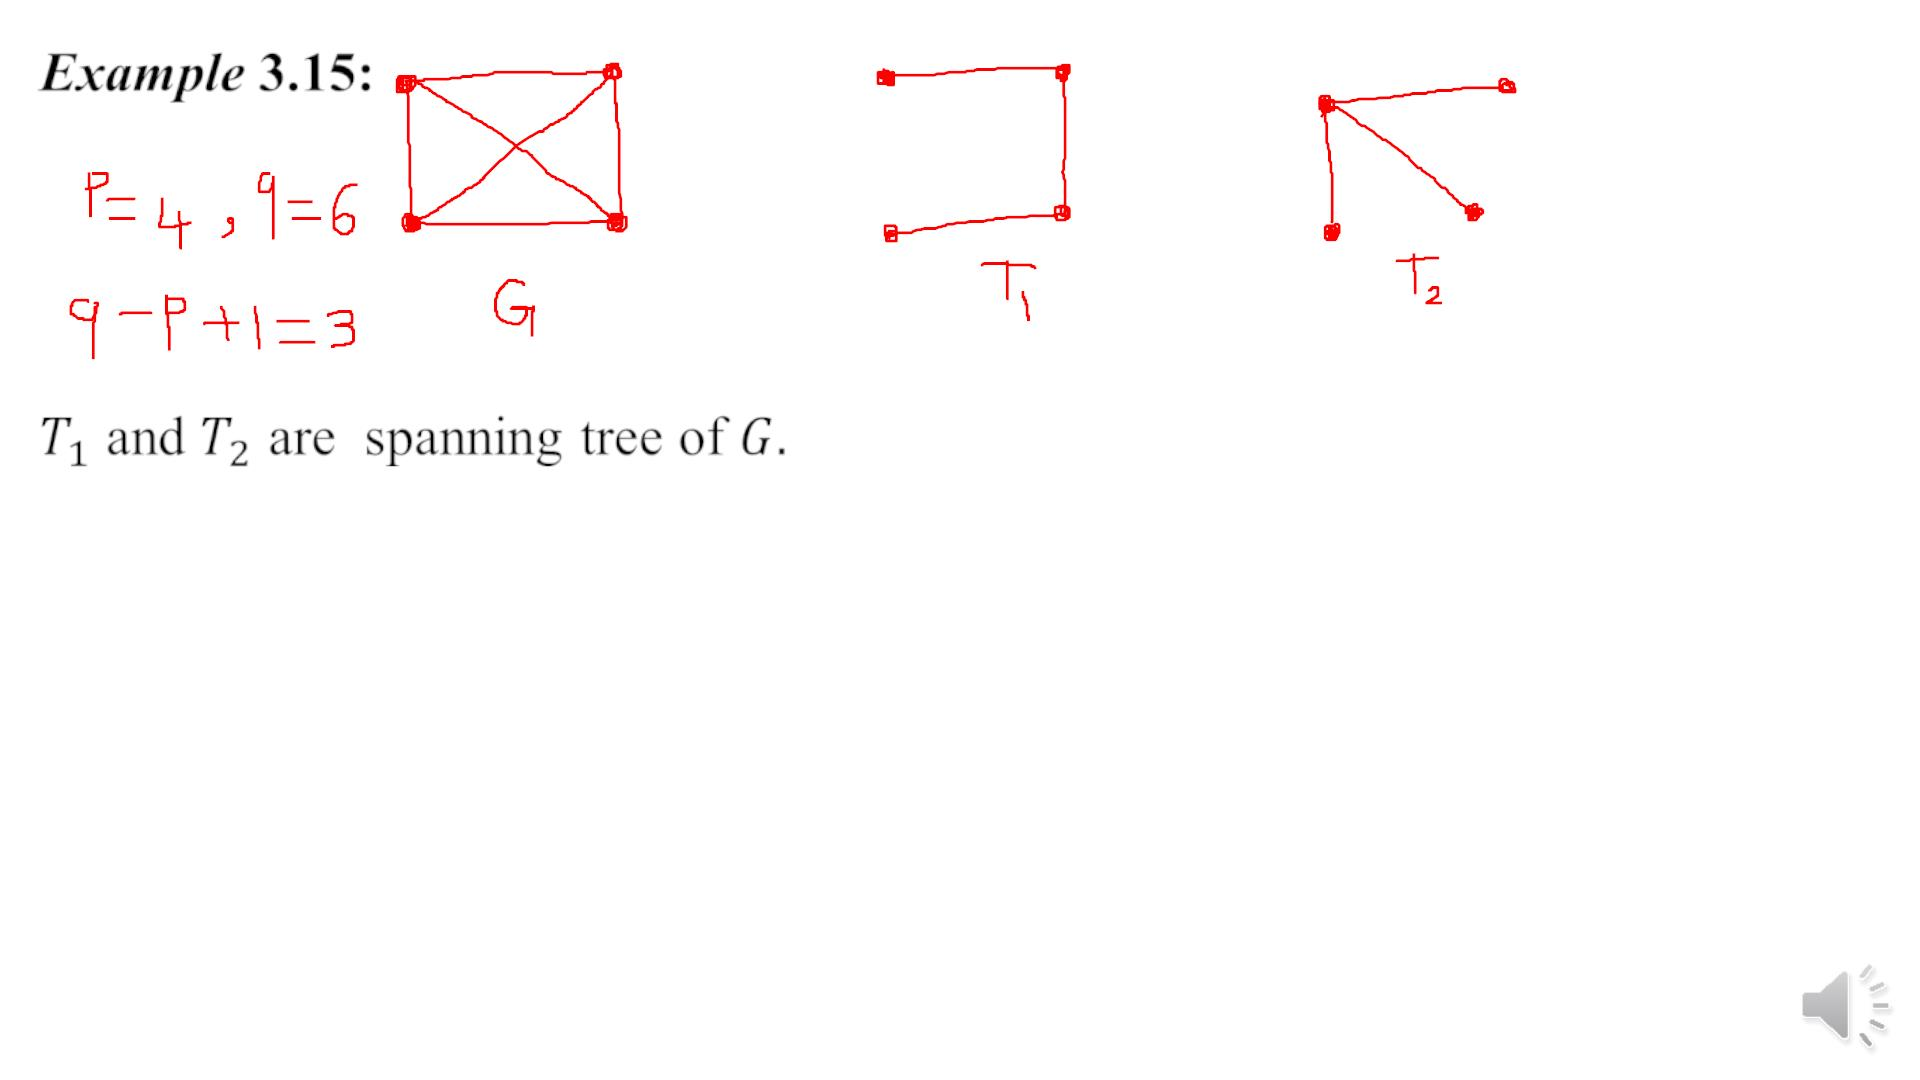 Example 3.15:
P = 4 , q = 6
q - P + 1 = 3
G
T1
T2
T₁ and T₂ are spanning tree of G.